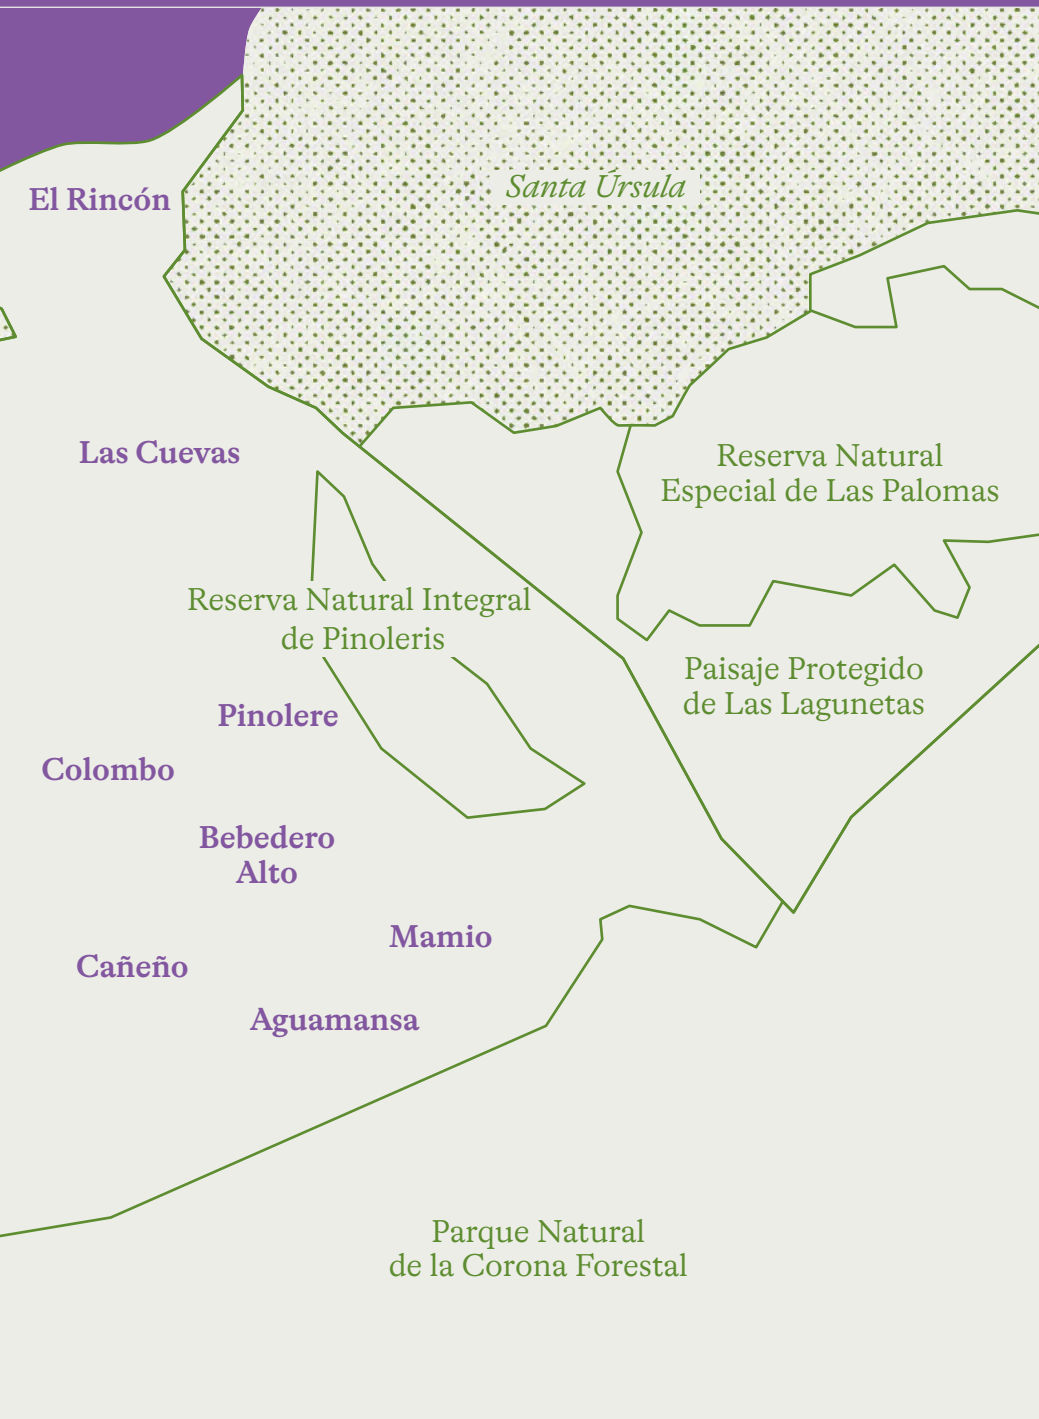 Santa Úrsula
El Rincón
Las Cuevas
Reserva Natural
Especial de Las Palomas
Reserva Natural Integral
de Pinoleris
Paisaje Protegido
de Las Lagunetas
Pinolere
Colombo
Bebedero
Alto
Mamio
Cañeño
Aguamansa
Parque Natural
de la Corona Forestal